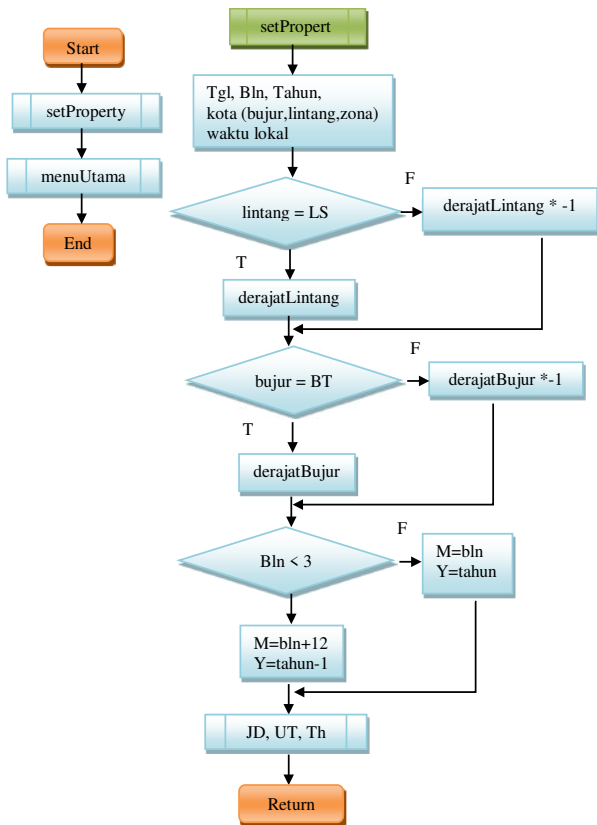 Start
setProperty
menuUtama
End
setPropert
Tgl, Bln, Tahun,
kota (bujur,lintang,zona)
waktu lokal
lintang = LS
F
derajatLintang * -1
T
derajatLintang
bujur = BT
F
derajatBujur *-1
T
derajatBujur
Bln < 3
F
M=bln
Y=tahun
M=bln+12
Y=tahun-1
JD, UT, Th
Return